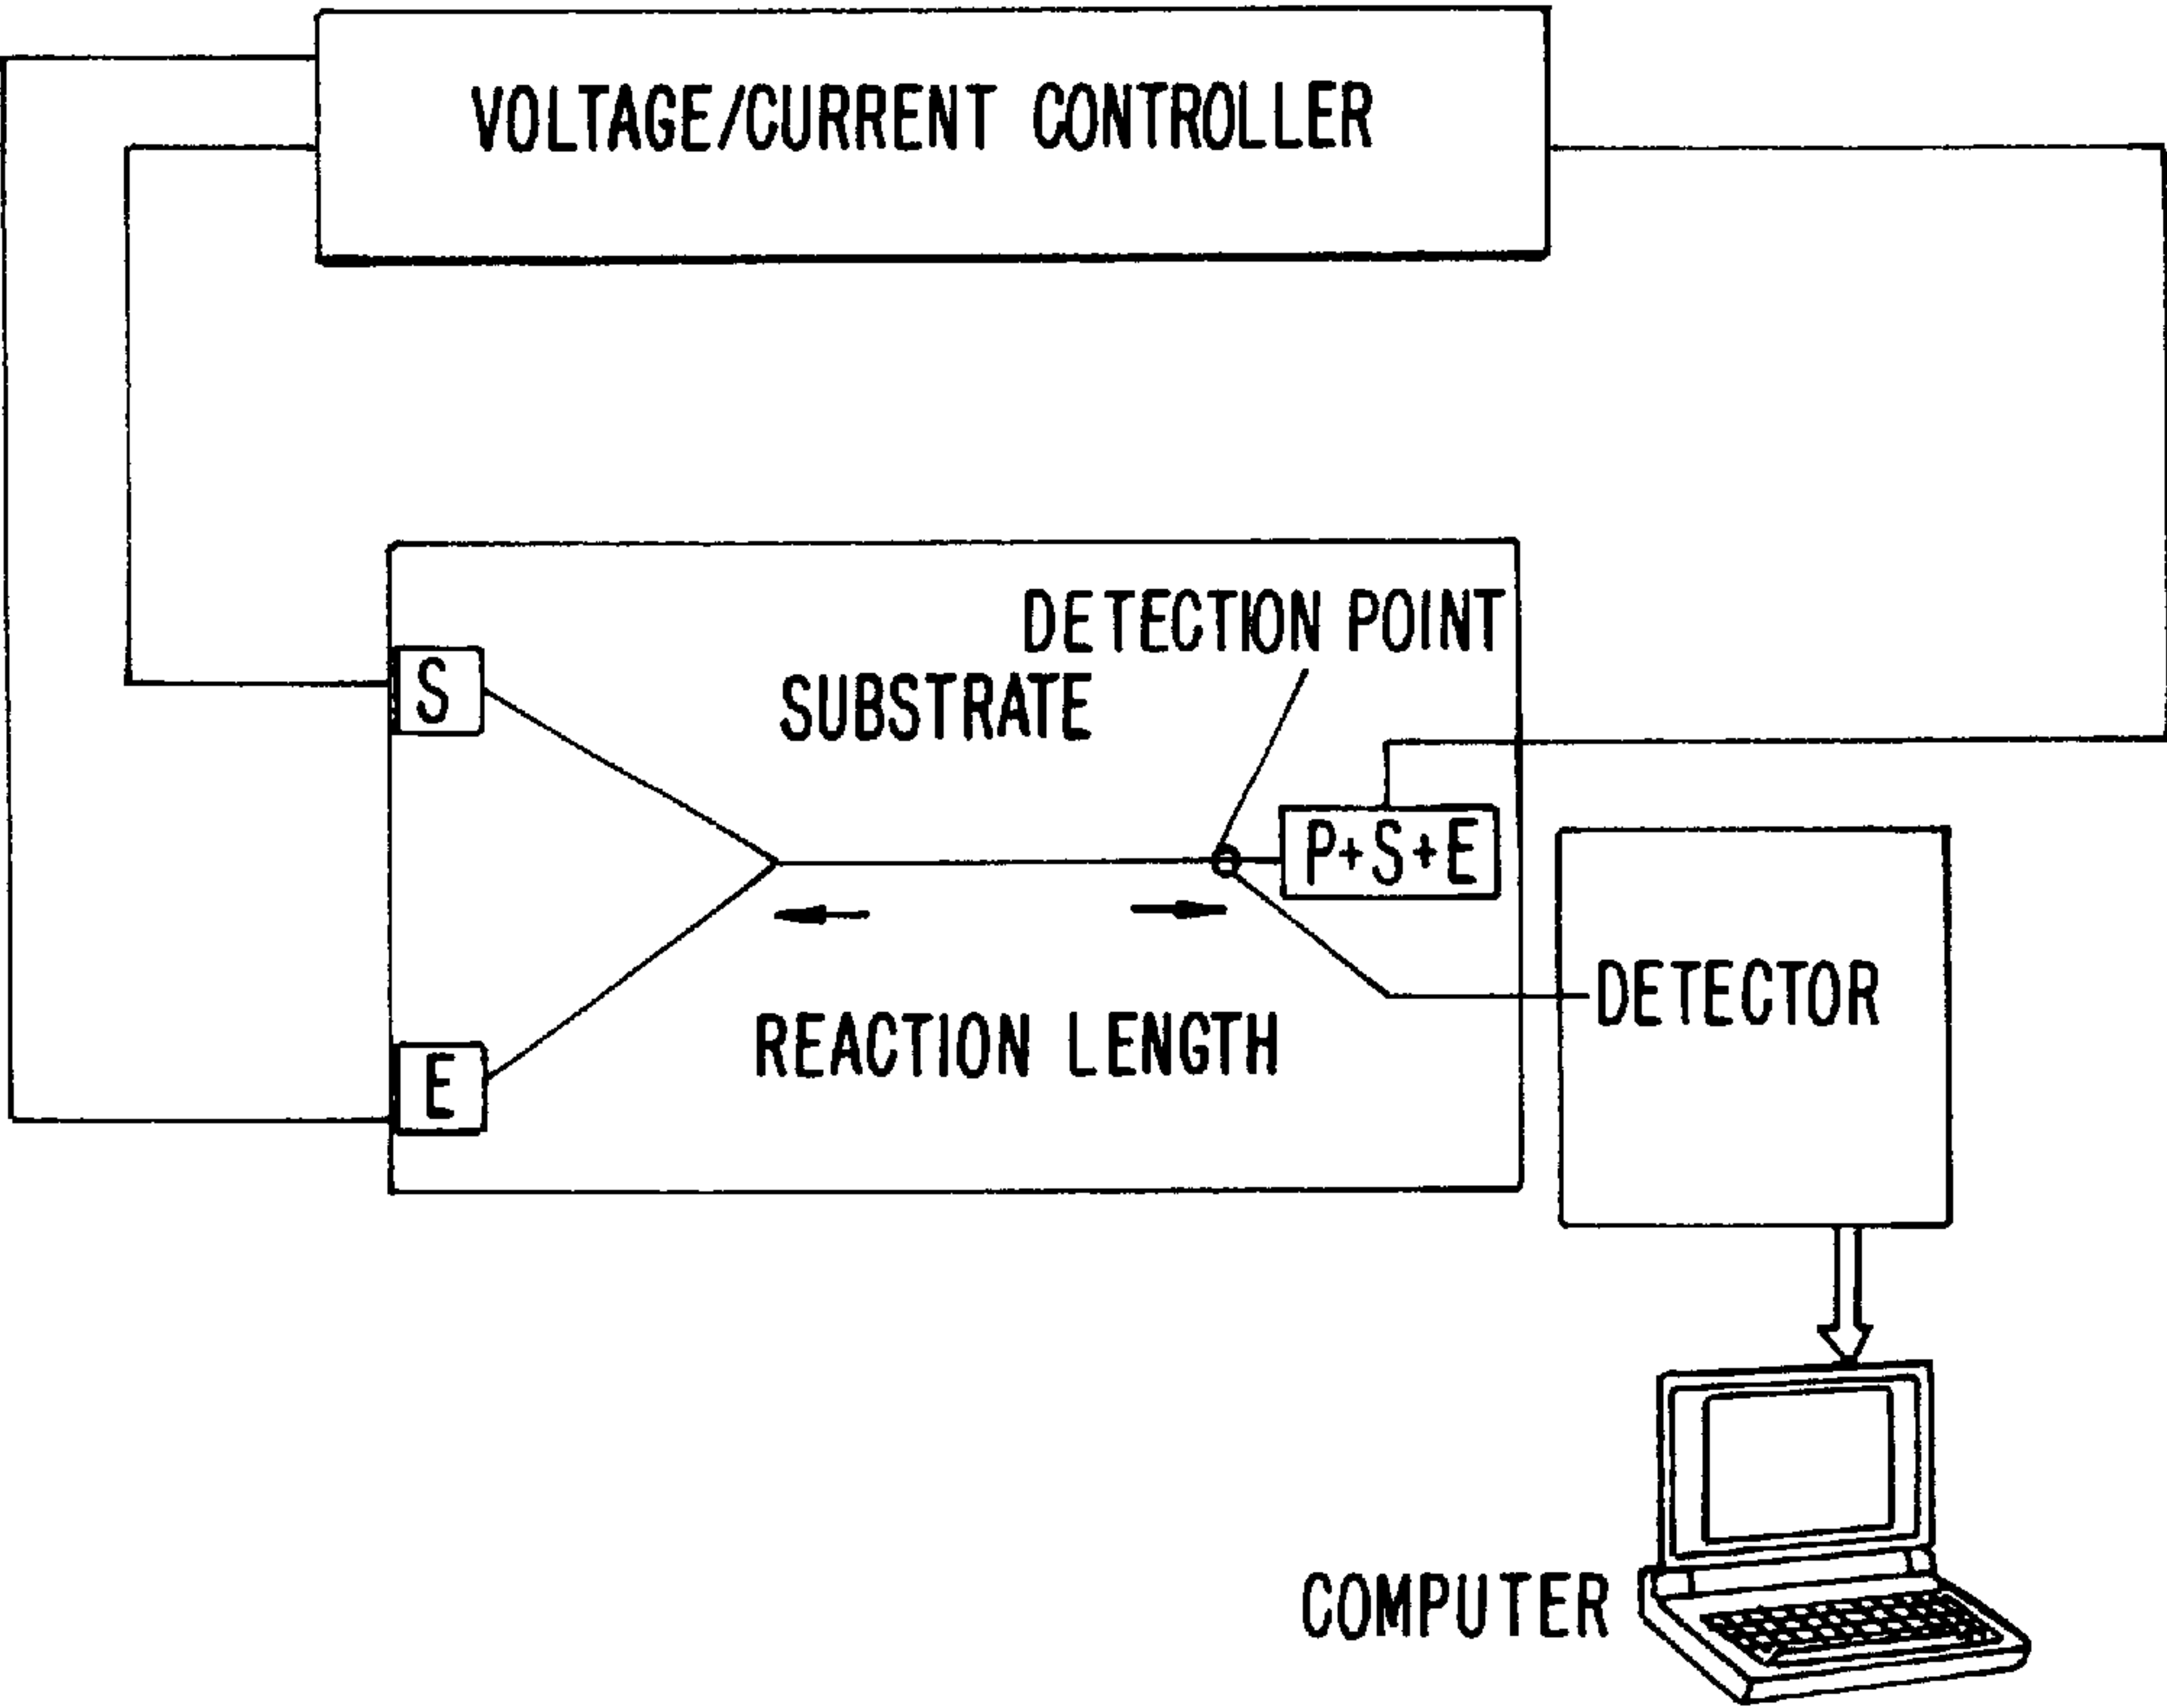 VOLTAGE/CURRENT CONTROLLER
DETECTION POINT
S
SUBSTRATE
P+S+E
DETECTOR
REACTION LENGTH
E
COMPUTER